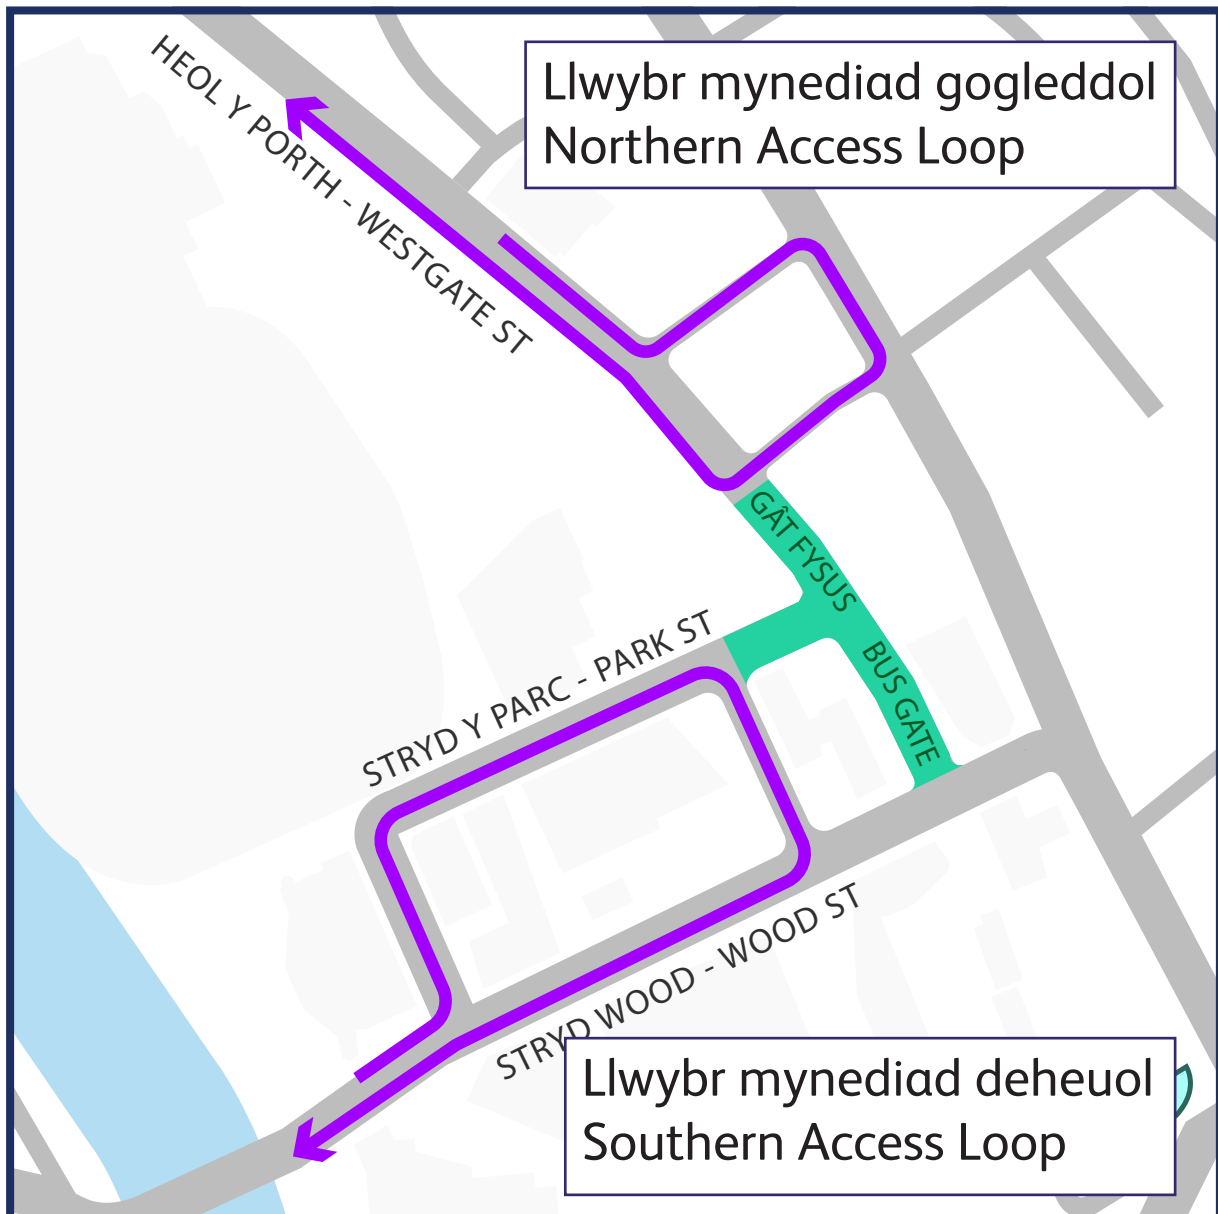 Llwybr mynediad gogleddol
Northern Access Loop
HEOL Y PORTH - WESTGATE ST
GÂT FYSUS
BUS GATE
STRYD Y PARC - PARK ST
STRYD WOOD - WOOD ST
Llwybr mynediad deheuol
Southern Access Loop